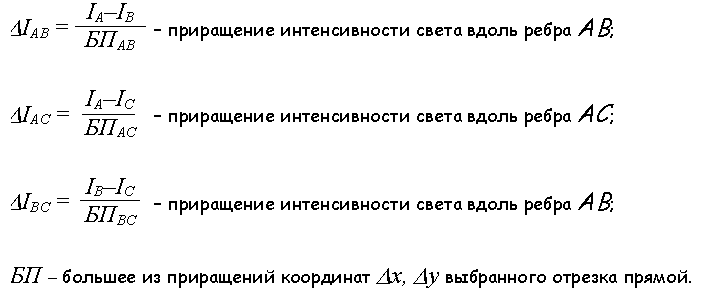 ΔI_AB = (I_A–I_B)/БП_AB – приращение интенсивности света вдоль ребра AB;
ΔI_AC = (I_A–I_C)/БП_AC – приращение интенсивности света вдоль ребра AC;
ΔI_BC = (I_B–I_C)/БП_BC – приращение интенсивности света вдоль ребра AB;
БП – большее из приращений координат Δx, Δy выбранного отрезка прямой.